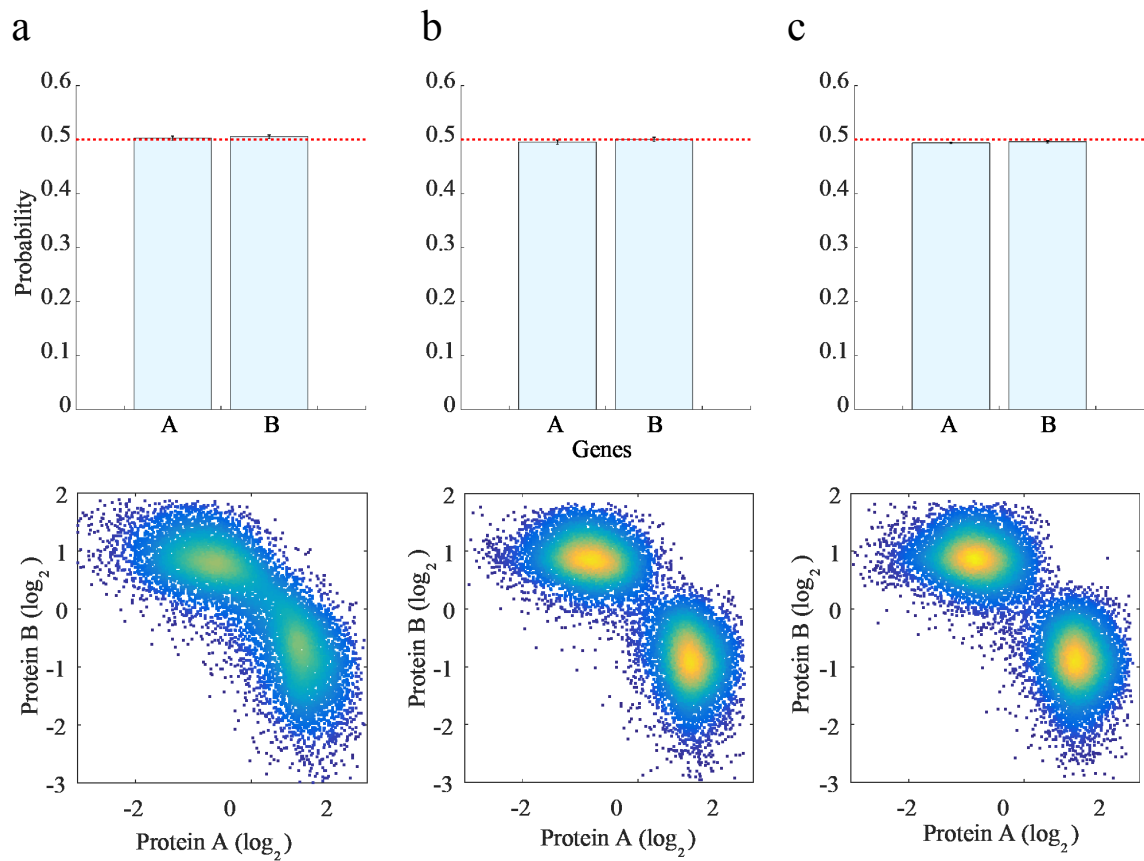 a b c
0.6 0.6 0.6
0.5 0.5 0.5
0.4 0.4 0.4
0.3 0.3 0.3
0.2 0.2 0.2
0.1 0.1 0.1
0 0 0
Probability
A B A B A B
Genes
2 2 2
1 1 1
0 0 0
-1 -1 -1
-2 -2 -2
-3 -3 -3
Protein B (log2) Protein B (log2) Protein B (log2)
-2 0 2 -2 0 2 -2 0 2
Protein A (log2) Protein A (log2) Protein A (log2)